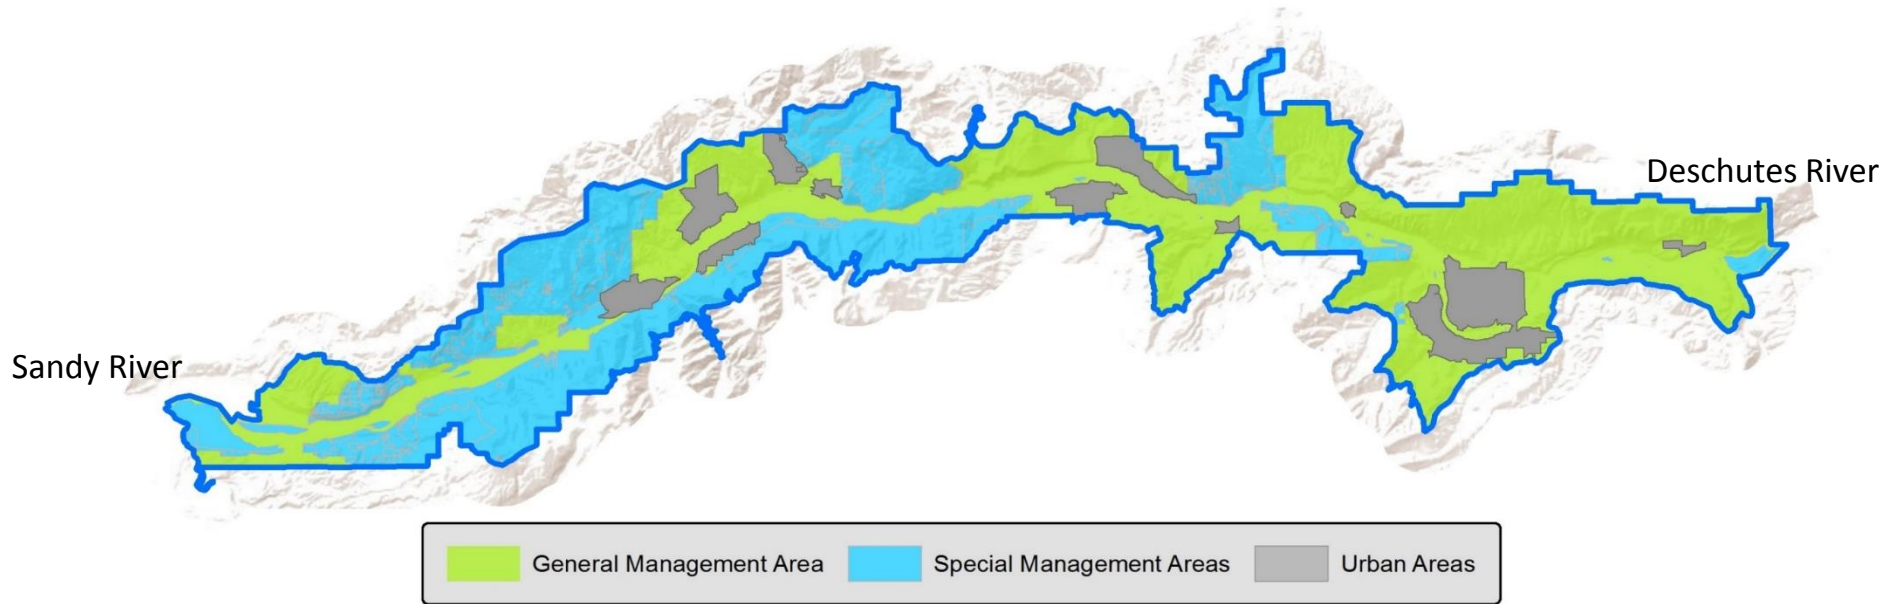 Deschutes River
Sandy River
General Management Area
Special Management Areas
Urban Areas